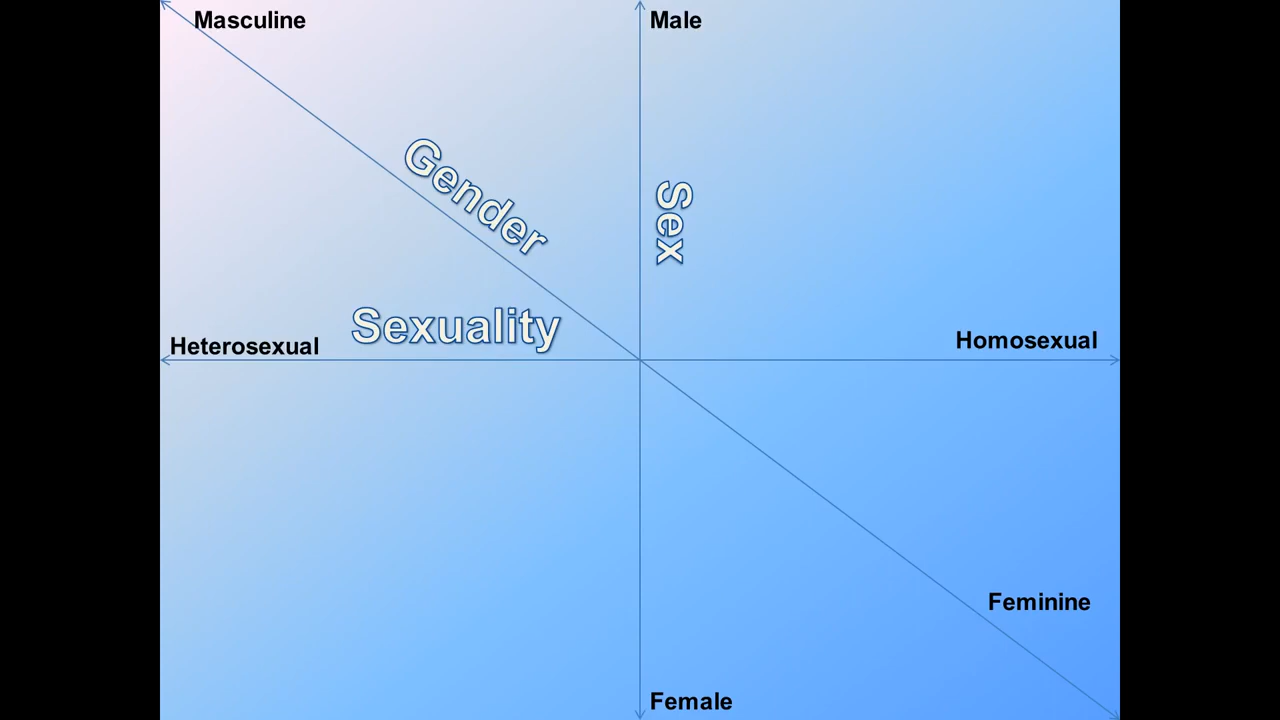 Masculine
Male
Gender
Sex
Sexuality
Heterosexual
Homosexual
Feminine
Female